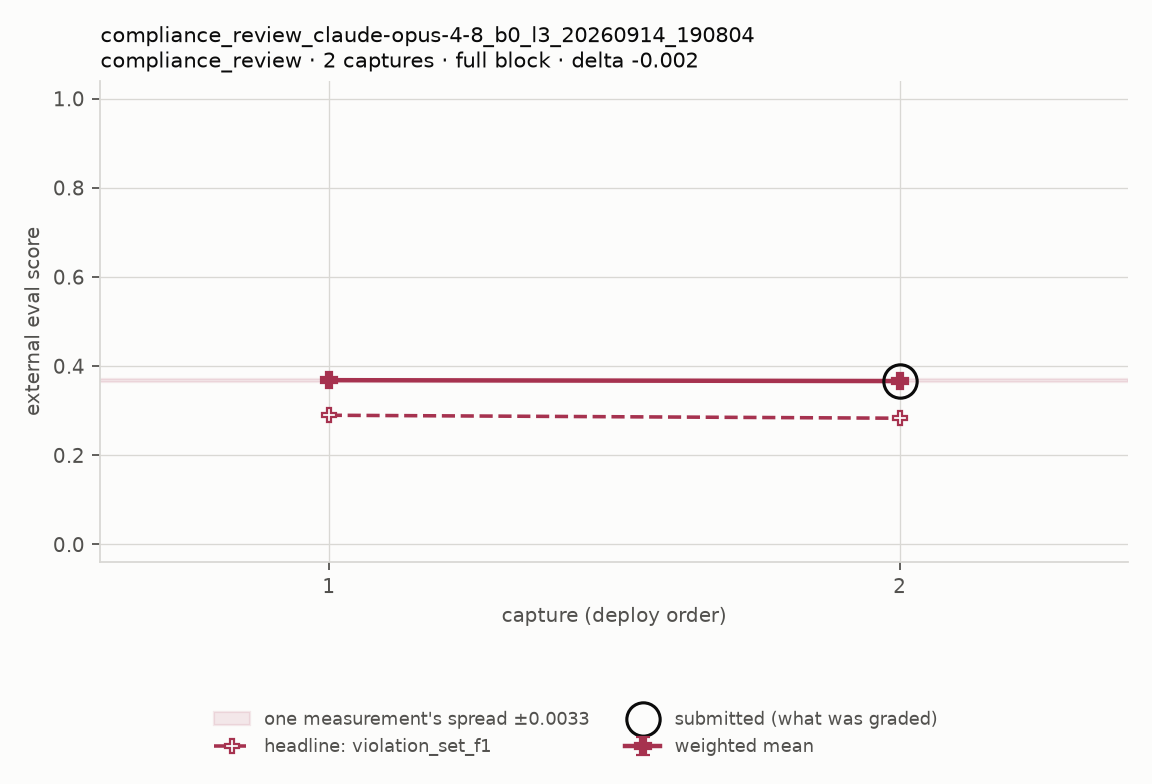 compliance_review_claude-opus-4-8_b0_l3_20260914_190804
compliance_review · 2 captures · full block · delta -0.002
1.0
0.8
0.6
0.4
0.2
0.0
external eval score
1
2
capture (deploy order)
one measurement's spread ±0.0033
headline: violation_set_f1
submitted (what was graded)
weighted mean